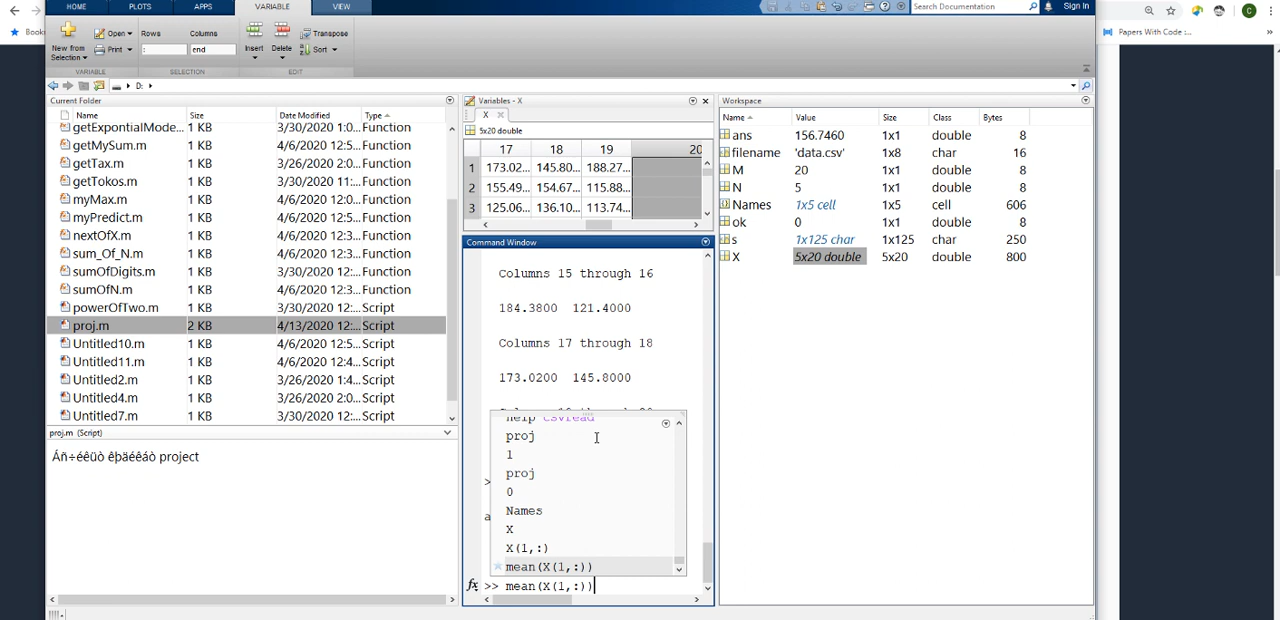 HOME PLOTS APPS VARIABLE VIEW
Search Documentation
Sign In
C
Papers With Code :...
»
New from
Selection
Open
Print
Rows
Columns
:
end
Insert
Delete
Transpose
Sort
VARIABLE SELECTION EDIT
D:
Current Folder
Name Size Date Modified Type
getExpontialMode... 1 KB 3/30/2020 1:0... Function
getMySum.m 1 KB 4/6/2020 12:5... Function
getTax.m 1 KB 3/26/2020 2:0... Function
getTokos.m 1 KB 3/30/2020 11:... Function
myMax.m 1 KB 4/6/2020 12:3... Function
myPredict.m 1 KB 4/6/2020 12:5... Function
nextOfX.m 1 KB 4/6/2020 12:3... Function
sum_Of_N.m 1 KB 4/6/2020 12:3... Function
sumOfDigits.m 1 KB 3/30/2020 12:... Function
sumOfN.m 1 KB 4/6/2020 12:3... Function
powerOfTwo.m 1 KB 3/30/2020 12:... Script
proj.m 2 KB 4/13/2020 12:... Script
Untitled10.m 1 KB 4/6/2020 12:5... Script
Untitled11.m 1 KB 4/6/2020 12:4... Script
Untitled2.m 1 KB 3/26/2020 1:4... Script
Untitled4.m 1 KB 3/26/2020 2:0... Script
Untitled7.m 1 KB 3/30/2020 12:... Script
proj.m (Script)
Áñ÷éêüò êþäéêáò project
Variables - X
X
5x20 double
17 18 19 20
1 173.02... 145.80... 188.27...
2 155.49... 154.67... 115.88...
3 125.06... 136.10... 113.74...
Command Window
Columns 15 through 16
184.3800 121.4000
Columns 17 through 18
173.0200 145.8000
help csvread
proj
1
proj
0
Names
X
X(1,:)
mean(X(1,:))
fx >> mean(X(1,:))
Workspace
Name Value Size Class Bytes
ans 156.7460 1x1 double 8
filename 'data.csv' 1x8 char 16
M 20 1x1 double 8
N 5 1x1 double 8
Names 1x5 cell 1x5 cell 606
ok 0 1x1 double 8
s 1x125 char 1x125 char 250
X 5x20 double 5x20 double 800